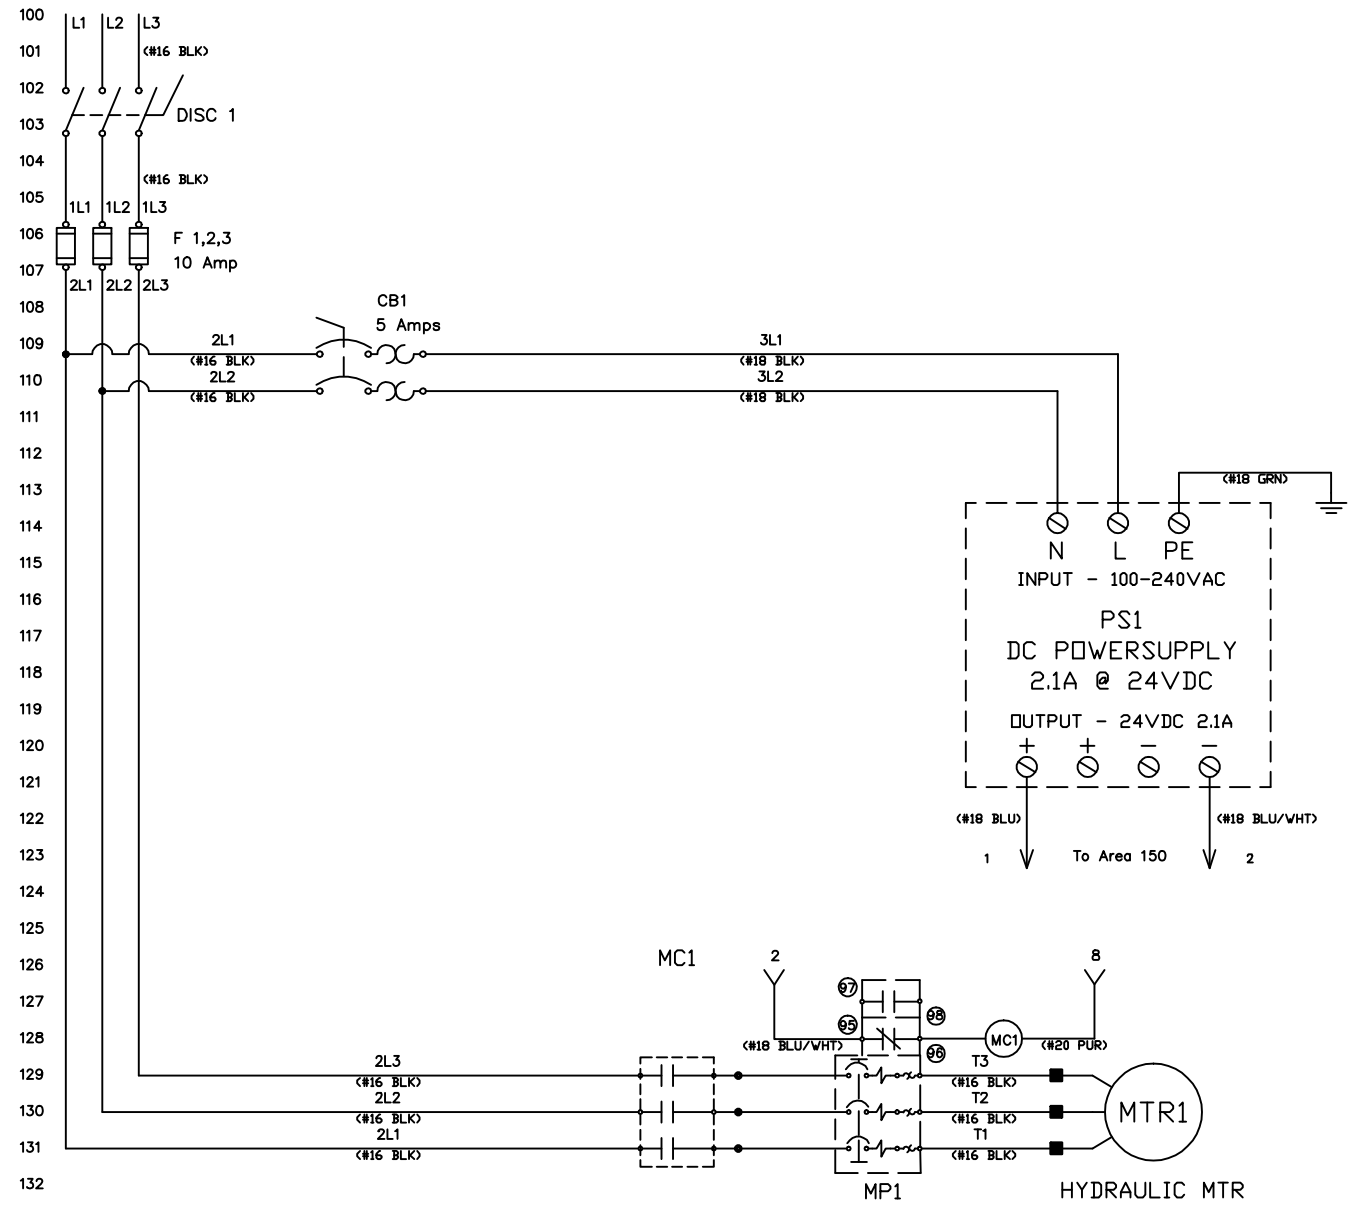 100 L1 L2 L3
101 (#16 BLK)
102
103 DISC 1
104 (#16 BLK)
105 1L1 1L2 1L3
106 F 1,2,3
10 Amp
107 2L1 2L2 2L3
108 CB1
5 Amps
109 2L1 3L1
(#16 BLK) (#18 BLK)
110 2L2 3L2
(#16 BLK) (#18 BLK)
111
112
113 (#18 GRN)
114
N L PE
115
INPUT - 100-240VAC
116
PS1
117
DC POWERSUPPLY
118
2.1A @ 24VDC
119
OUTPUT - 24VDC 2.1A
120 + + - -
121
122 (#18 BLU) (#18 BLU/WHT)
123 1 To Area 150 2
124
125
126 MC1 2 8
127 97 98
95
128 MC1
(#18 BLU/WHT) (#20 PUR)
96
129 2L3 T3
(#16 BLK) (#16 BLK)
130 2L2 T2 MTR1
(#16 BLK) (#16 BLK)
131 2L1 T1
(#16 BLK) (#16 BLK)
132 MP1 HYDRAULIC MTR